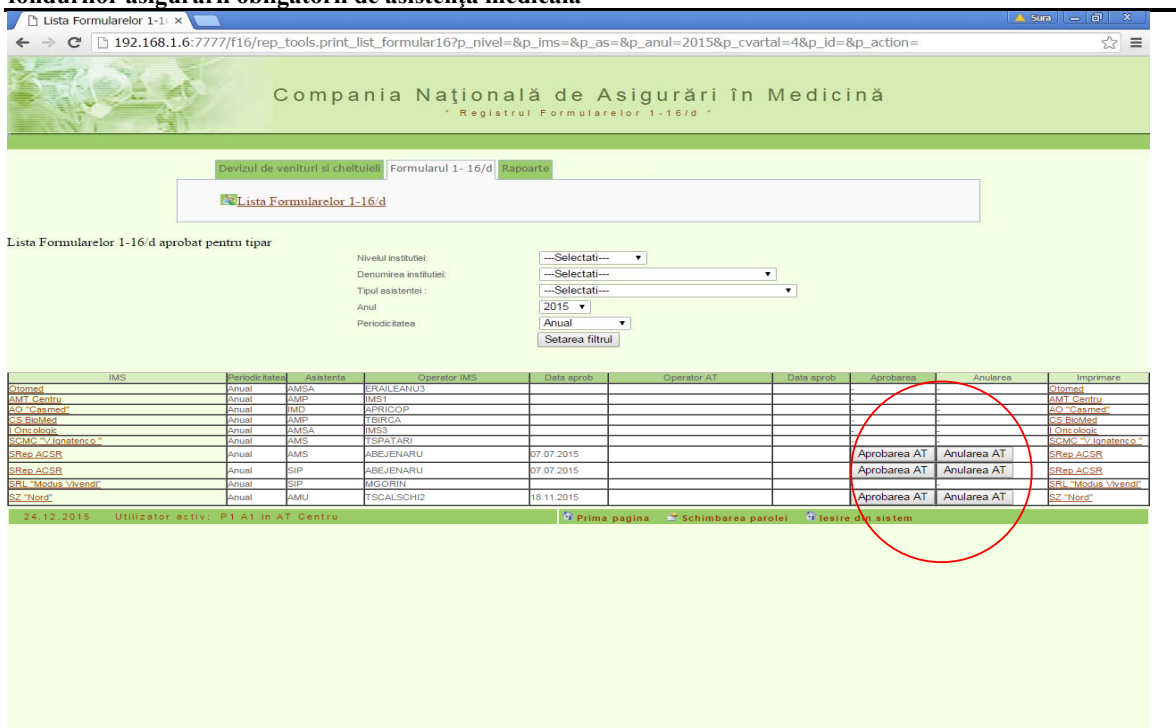 fondurilor asigurării obligatorii de asistenţa medicală
Lista Formularelor 1-1
Sura
192.168.1.6:7777/f16/rep_tools.print_list_formular16?p_nivel=&p_ims=&p_as=&p_anul=2015&p_cvartal=4&p_id=&p_action=
Compania Naţională de Asigurări în Medicină
" Registrul Formularelor 1-16/d "
Devizul de venituri si cheltuieli Formularul 1- 16/d Rapoarte
Lista Formularelor 1-16/d
Lista Formularelor 1-16/d aprobat pentru tipar
Nivelul institutiei: ---Selectati---
Denumirea institutiei: ---Selectati---
Tipul asistentei : ---Selectati---
Anul 2015
Periodicitatea Anual
Setarea filtrul
IMS Periodicitatea Asistenta Operator IMS Data aprob Operator AT Data aprob Aprobarea Anularea Imprimare
Otomed Anual AMSA ERAILEANU3 - - Otomed
AMT Centru Anual AMP IMS1 - - AMT Centru
AO "Casmed" Anual IMD APRICOP - - AO "Casmed"
CS BioMed Anual AMP TBIRCA - - CS BioMed
I Oncologic Anual AMSA IMS3 - - I Oncologic
SCMC "V.Ignatenco " Anual AMS TSPATARI - - SCMC "V.Ignatenco "
SRep ACSR Anual AMS ABEJENARU 07.07.2015 Aprobarea AT Anularea AT SRep ACSR
SRep ACSR Anual SIP ABEJENARU 07.07.2015 Aprobarea AT Anularea AT SRep ACSR
SRL "Modus Vivendi" Anual SIP MGORIN - - SRL "Modus Vivendi"
SZ "Nord" Anual AMU TSCALSCHI2 18.11.2015 Aprobarea AT Anularea AT SZ "Nord"
24.12.2015 Utilizator activ: P1 A1 in AT Centru Prima pagina Schimbarea parolei Iesire din sistem